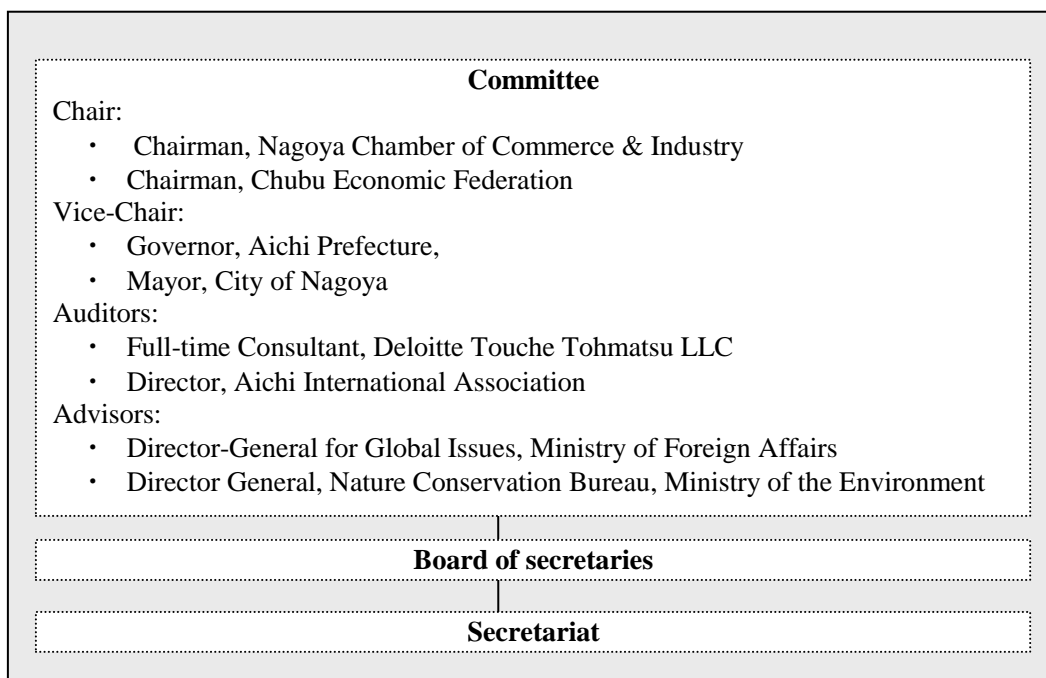 Committee
Chair:
・ Chairman, Nagoya Chamber of Commerce & Industry
・ Chairman, Chubu Economic Federation
Vice-Chair:
・ Governor, Aichi Prefecture,
・ Mayor, City of Nagoya
Auditors:
・ Full-time Consultant, Deloitte Touche Tohmatsu LLC
・ Director, Aichi International Association
Advisors:
・ Director-General for Global Issues, Ministry of Foreign Affairs
・ Director General, Nature Conservation Bureau, Ministry of the Environment
Board of secretaries
Secretariat